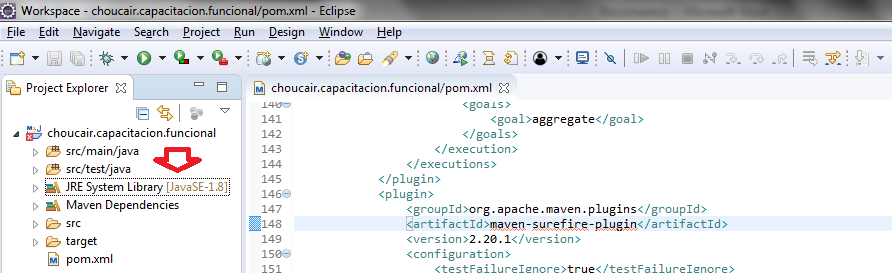 Workspace - choucair.capacitacion.funcional/pom.xml - Eclipse
File Edit Navigate Search Project Run Design Window Help
Project Explorer
choucair.capacitacion.funcional
src/main/java
src/test/java
JRE System Library [JavaSE-1.8]
Maven Dependencies
src
target
pom.xml
choucair.capacitacion.funcional/pom.xml
140 <goals>
141 <goal>aggregate</goal>
142 </goals>
143 </execution>
144 </executions>
145 </plugin>
146 <plugin>
147 <groupId>org.apache.maven.plugins</groupId>
148 <artifactId>maven-surefire-plugin</artifactId>
149 <version>2.20.1</version>
150 <configuration>
151 <testFailureIgnore>true</testFailureIgnore>